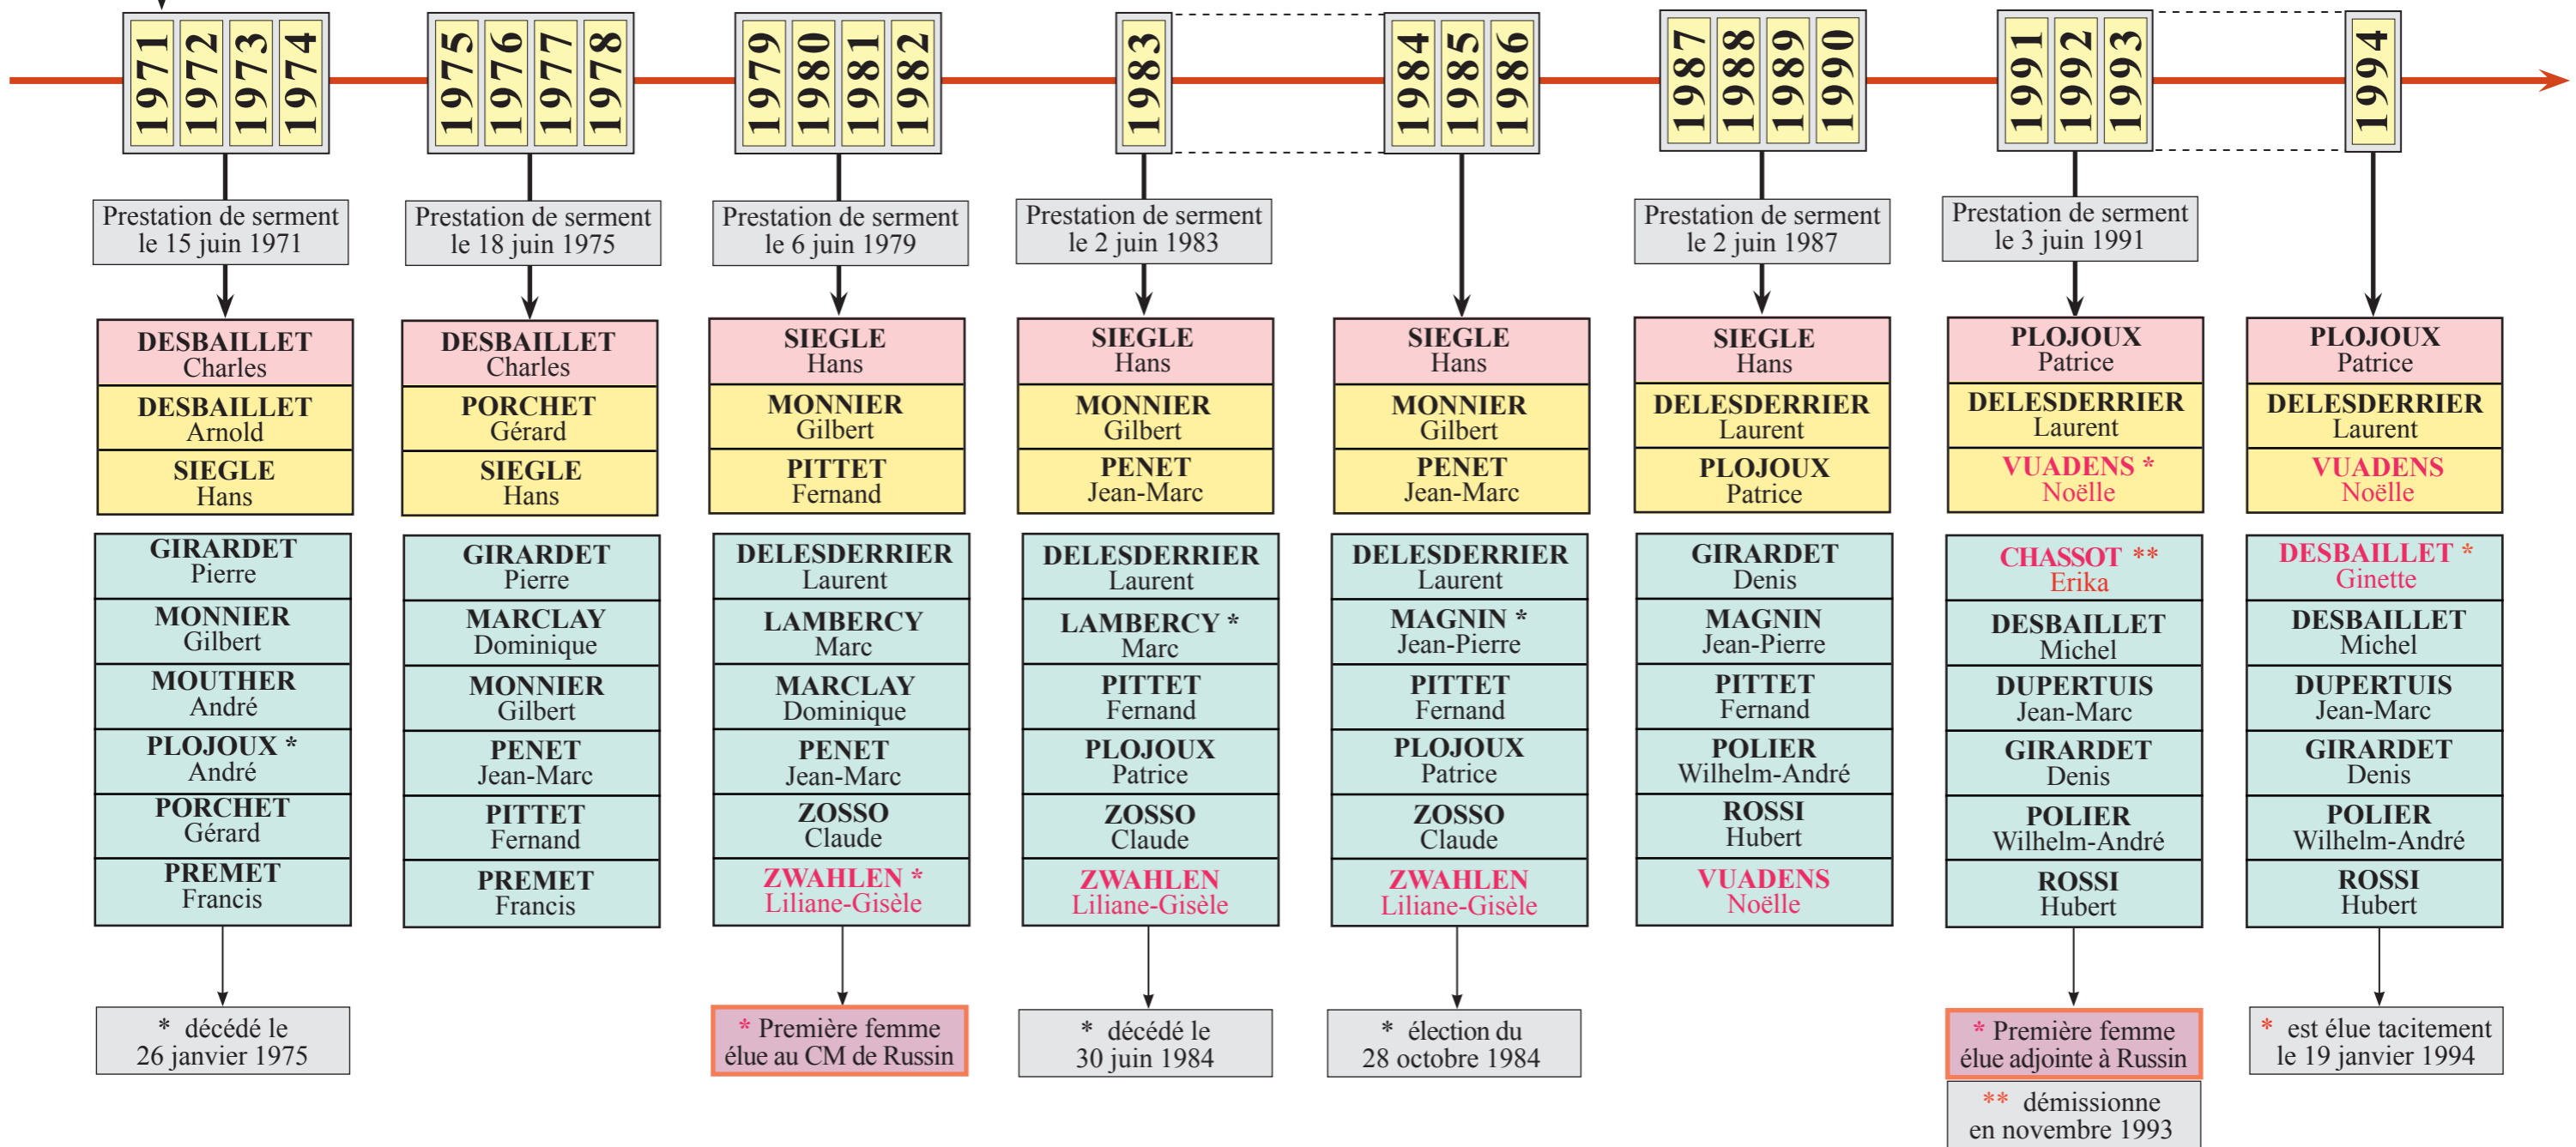 1971
1972
1973
1974
1975
1976
1977
1978
1979
1980
1981
1982
1983
1984
1985
1986
1987
1988
1989
1990
1991
1992
1993
1994
Prestation de serment
le 15 juin 1971
DESBAILLET
Charles
DESBAILLET
Arnold
SIEGLE
Hans
GIRARDET
Pierre
MONNIER
Gilbert
MOUTHER
André
PLOJOUX *
André
PORCHET
Gérard
PREMET
Francis
* décédé le
26 janvier 1975
Prestation de serment
le 18 juin 1975
DESBAILLET
Charles
PORCHET
Gérard
SIEGLE
Hans
GIRARDET
Pierre
MARCLAY
Dominique
MONNIER
Gilbert
PENET
Jean-Marc
PITTET
Fernand
PREMET
Francis
Prestation de serment
le 6 juin 1979
SIEGLE
Hans
MONNIER
Gilbert
PITTET
Fernand
DELESDERRIER
Laurent
LAMBERCY
Marc
MARCLAY
Dominique
PENET
Jean-Marc
ZOSSO
Claude
ZWAHLEN *
Liliane-Gisèle
* Première femme
élue au CM de Russin
Prestation de serment
le 2 juin 1983
SIEGLE
Hans
MONNIER
Gilbert
PENET
Jean-Marc
DELESDERRIER
Laurent
LAMBERCY *
Marc
PITTET
Fernand
PLOJOUX
Patrice
ZOSSO
Claude
ZWAHLEN
Liliane-Gisèle
* décédé le
30 juin 1984
SIEGLE
Hans
MONNIER
Gilbert
PENET
Jean-Marc
DELESDERRIER
Laurent
MAGNIN *
Jean-Pierre
PITTET
Fernand
PLOJOUX
Patrice
ZOSSO
Claude
ZWAHLEN
Liliane-Gisèle
* élection du
28 octobre 1984
Prestation de serment
le 2 juin 1987
SIEGLE
Hans
DELESDERRIER
Laurent
PLOJOUX
Patrice
GIRARDET
Denis
MAGNIN
Jean-Pierre
PITTET
Fernand
POLIER
Wilhelm-André
ROSSI
Hubert
VUADENS
Noëlle
Prestation de serment
le 3 juin 1991
PLOJOUX
Patrice
DELESDERRIER
Laurent
VUADENS *
Noëlle
CHASSOT **
Erika
DESBAILLET
Michel
DUPERTUIS
Jean-Marc
GIRARDET
Denis
POLIER
Wilhelm-André
ROSSI
Hubert
* Première femme
élue adjointe à Russin
** démissionne
en novembre 1993
PLOJOUX
Patrice
DELESDERRIER
Laurent
VUADENS
Noëlle
DESBAILLET *
Ginette
DESBAILLET
Michel
DUPERTUIS
Jean-Marc
GIRARDET
Denis
POLIER
Wilhelm-André
ROSSI
Hubert
* est élue tacitement
le 19 janvier 1994